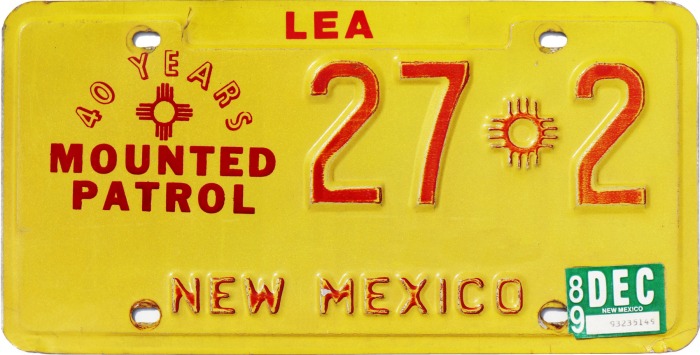 LEA
40 YEARS
MOUNTED
PATROL
27 2
NEW MEXICO
89 DEC
NEW MEXICO